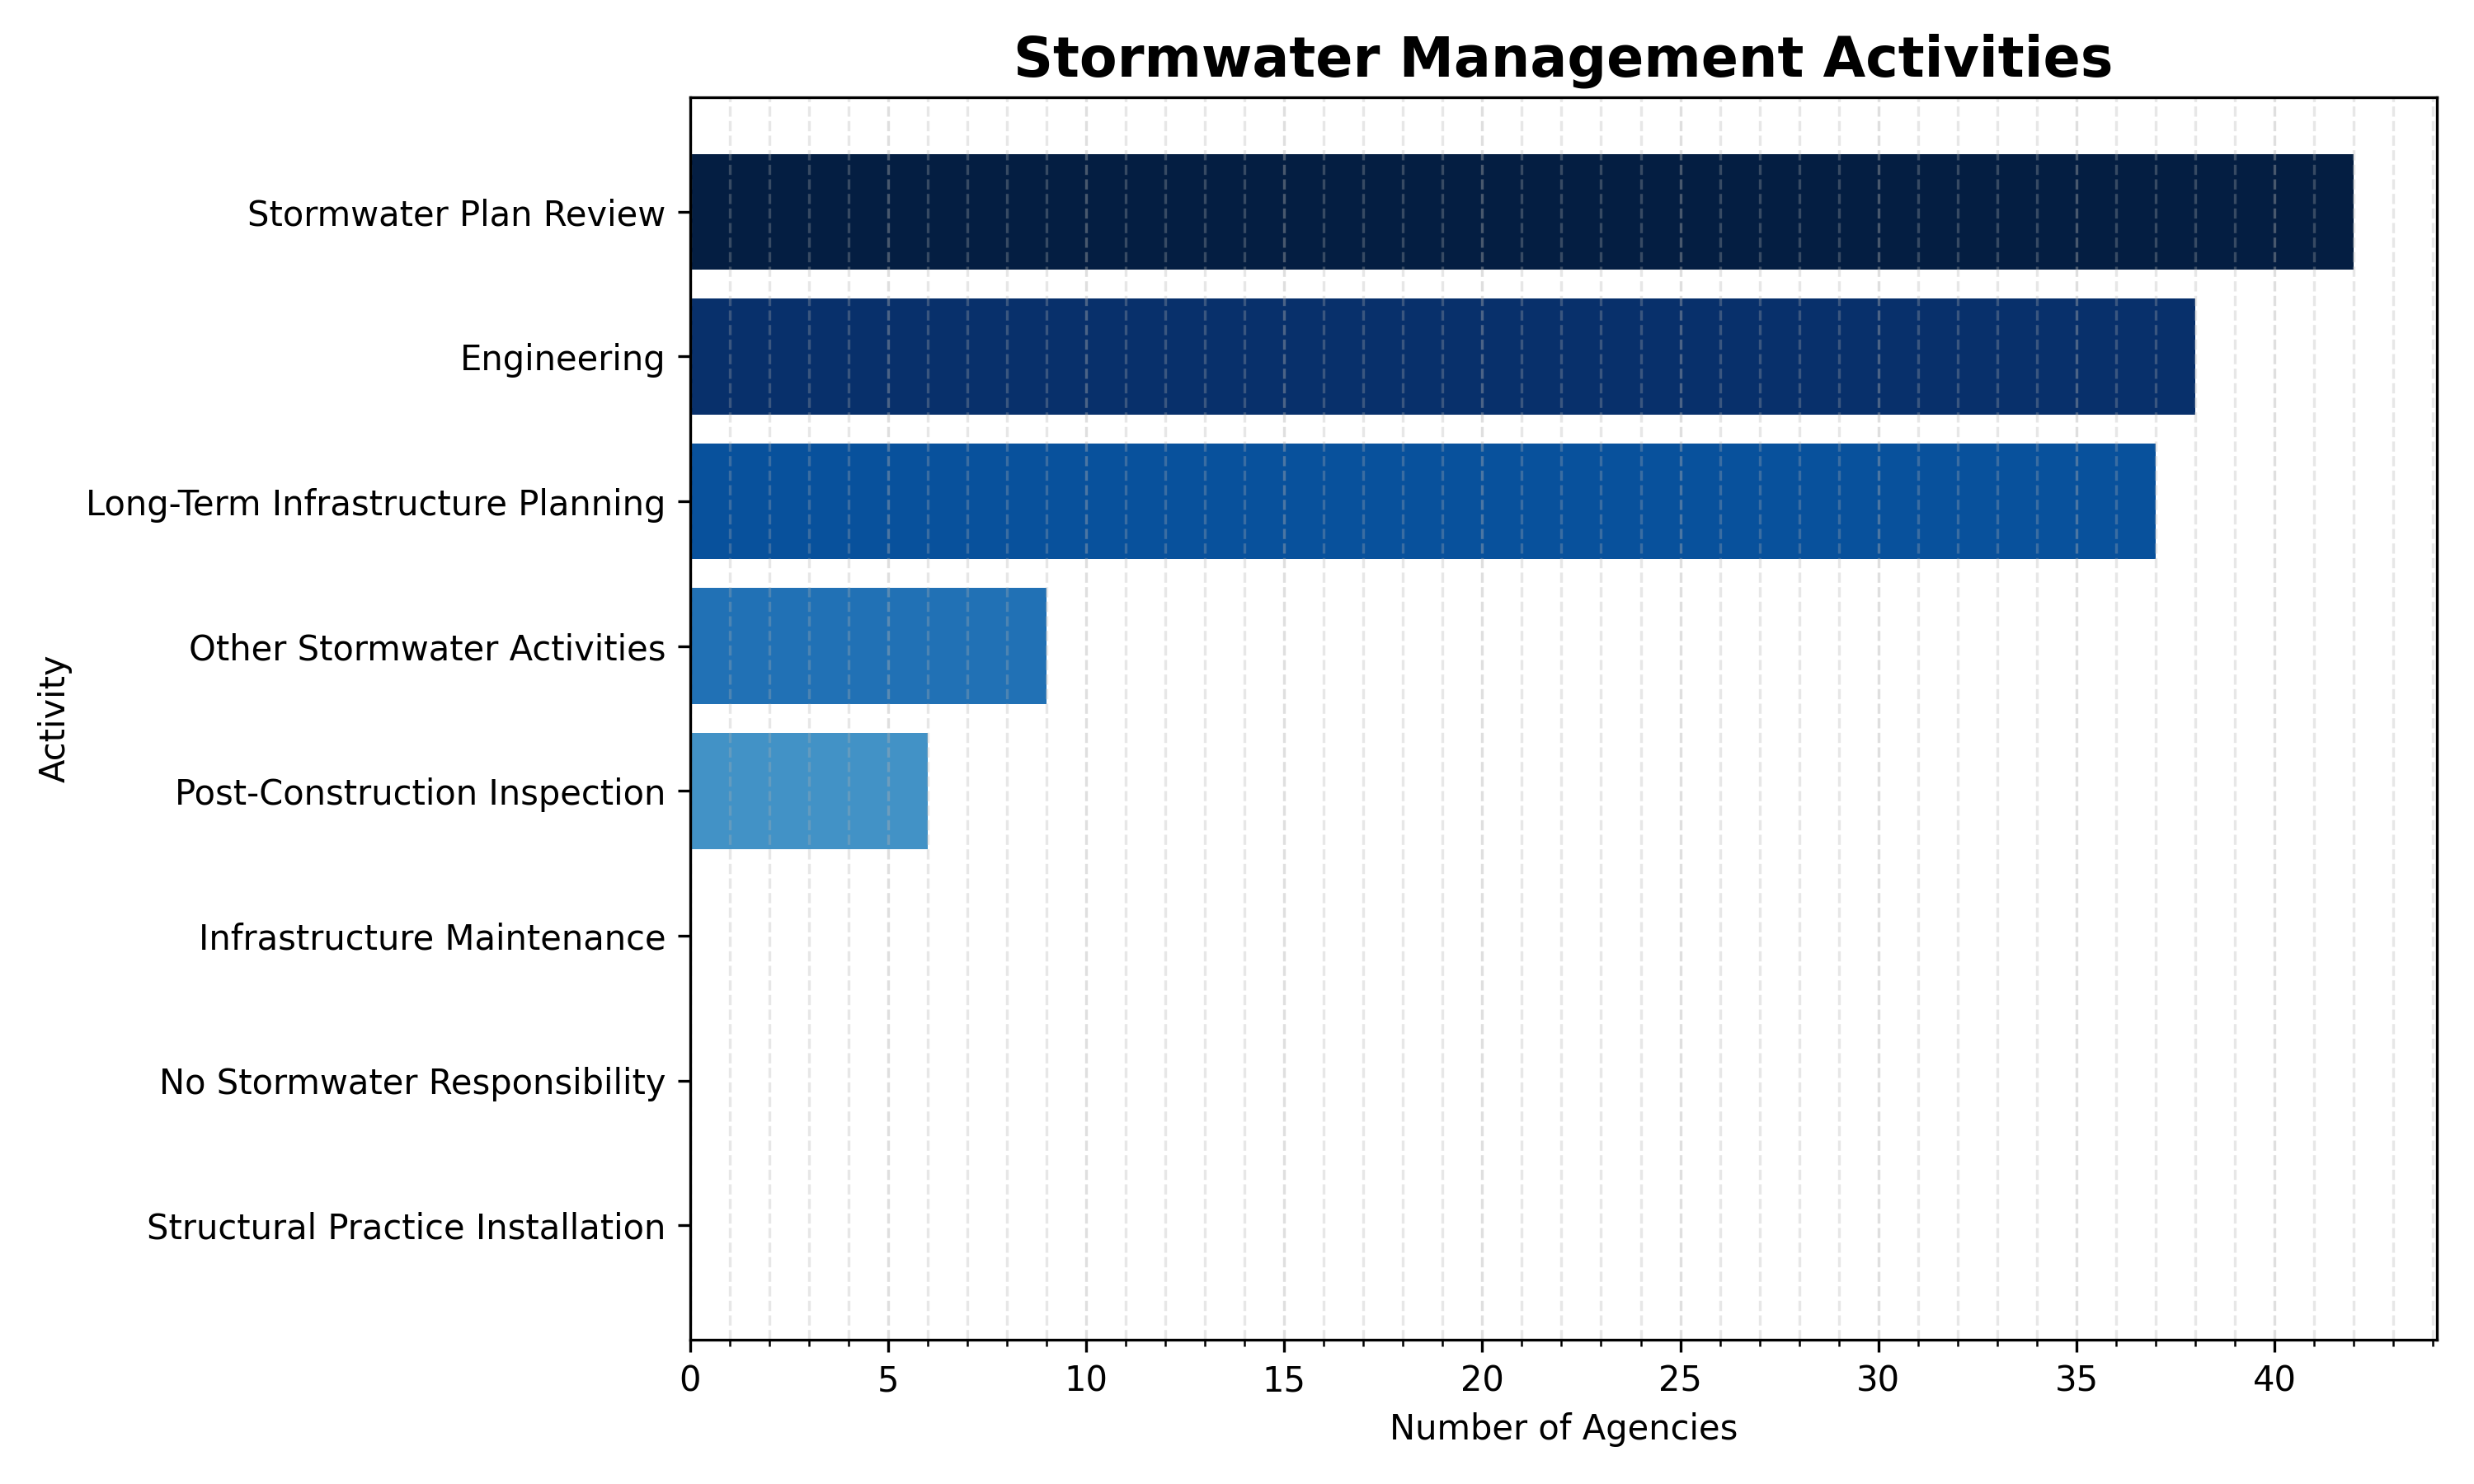 Stormwater Management Activities
Activity
Stormwater Plan Review
Engineering
Long-Term Infrastructure Planning
Other Stormwater Activities
Post-Construction Inspection
Infrastructure Maintenance
No Stormwater Responsibility
Structural Practice Installation
0 5 10 15 20 25 30 35 40
Number of Agencies